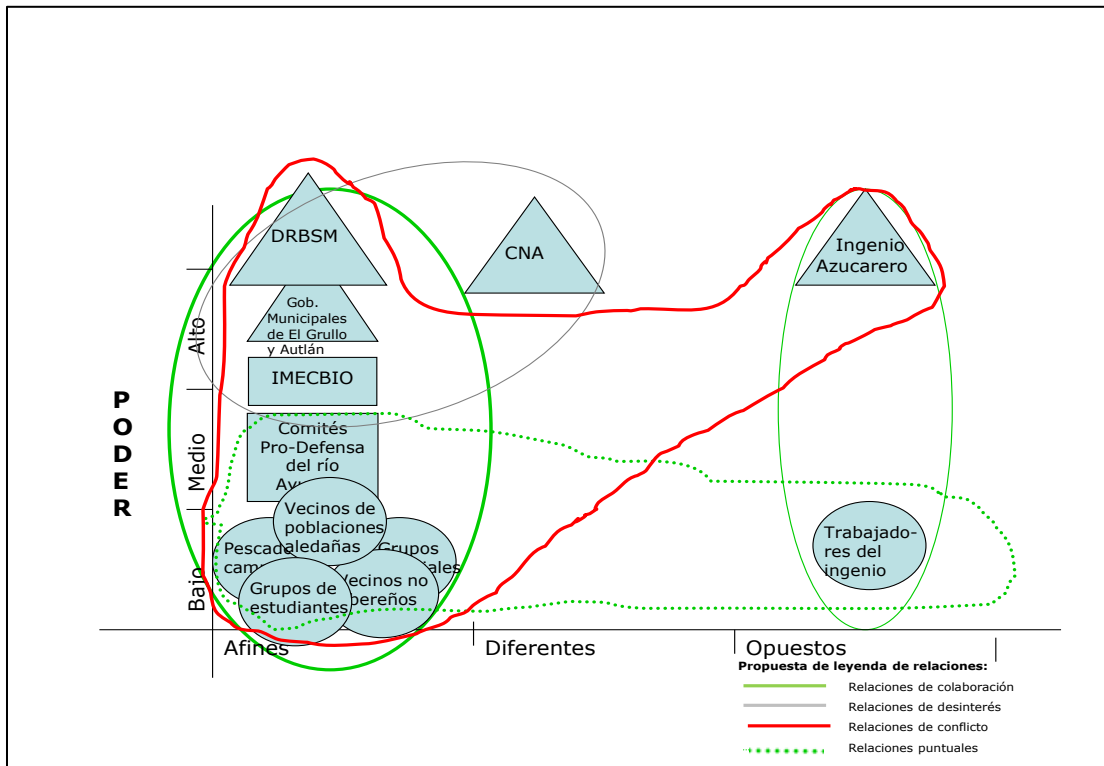 DRBSM
CNA
Ingenio
Azucarero
Gob.
Municipales
de El Grullo
y Autlán
IMECBIO
Comités
Pro-Defensa
del río
Vecinos de
poblaciones
aledañas
Grupos
Grupos de
estudiantes
Vecinos no
Trabajado-
res del
ingenio
PODER
Alto
Medio
Bajo
Afines
Diferentes
Opuestos
Propuesta de leyenda de relaciones:
Relaciones de colaboración
Relaciones de desinterés
Relaciones de conflicto
Relaciones puntuales